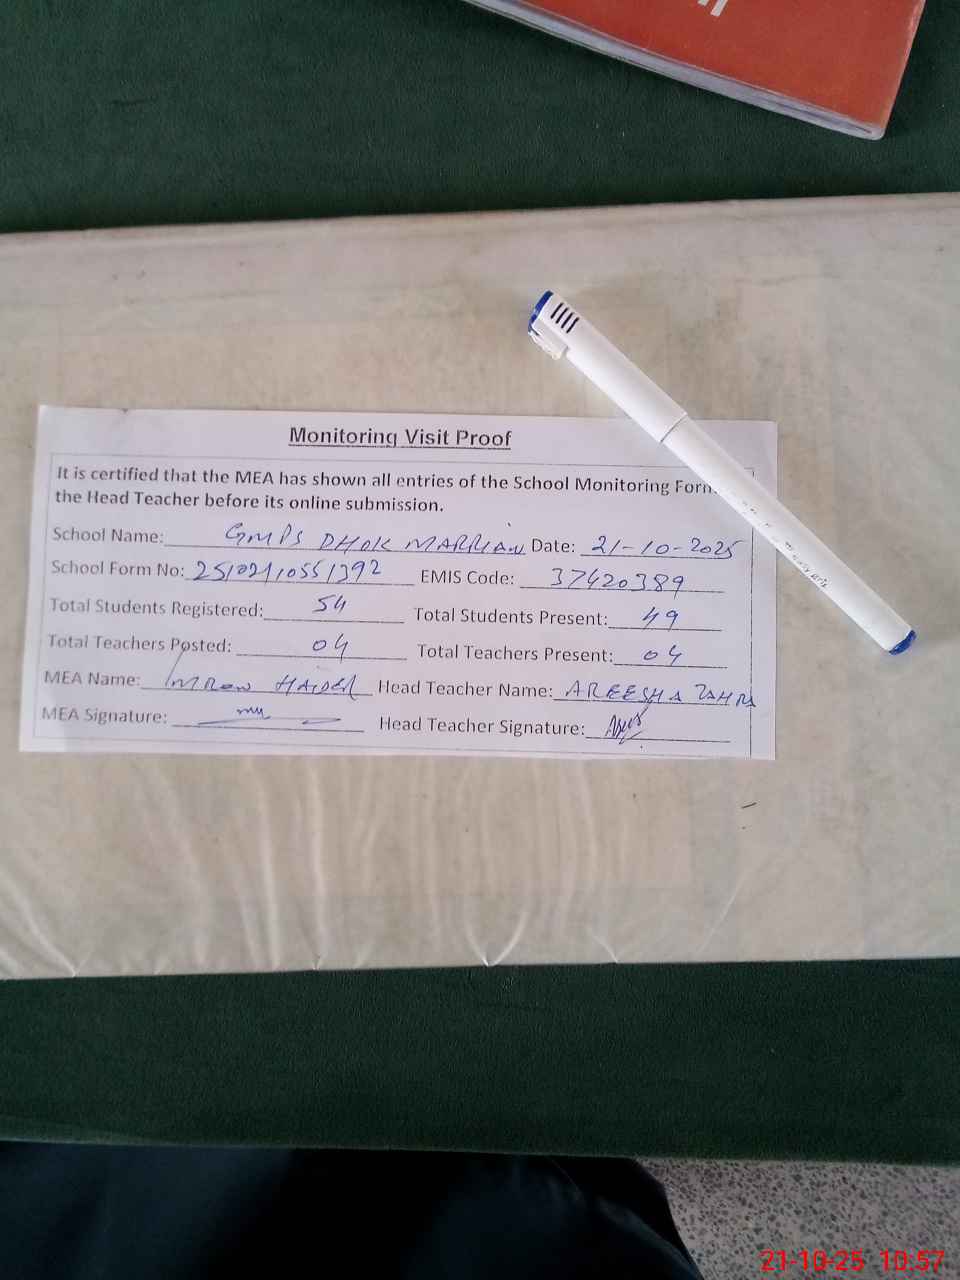 Monitoring Visit Proof
It is certified that the MEA has shown all entries of the School Monitoring Form
the Head Teacher before its online submission.
School Name: GMPS DHOK MARRIAN Date: 21-10-2025
School Form No: 25102110551392 EMIS Code: 37420389
Total Students Registered: 54 Total Students Present: 49
Total Teachers Posted: 04 Total Teachers Present: 04
MEA Name: IMRAN HAIDER Head Teacher Name: AREESHA ZAHRA
MEA Signature: Head Teacher Signature:
21-10-25 10:57